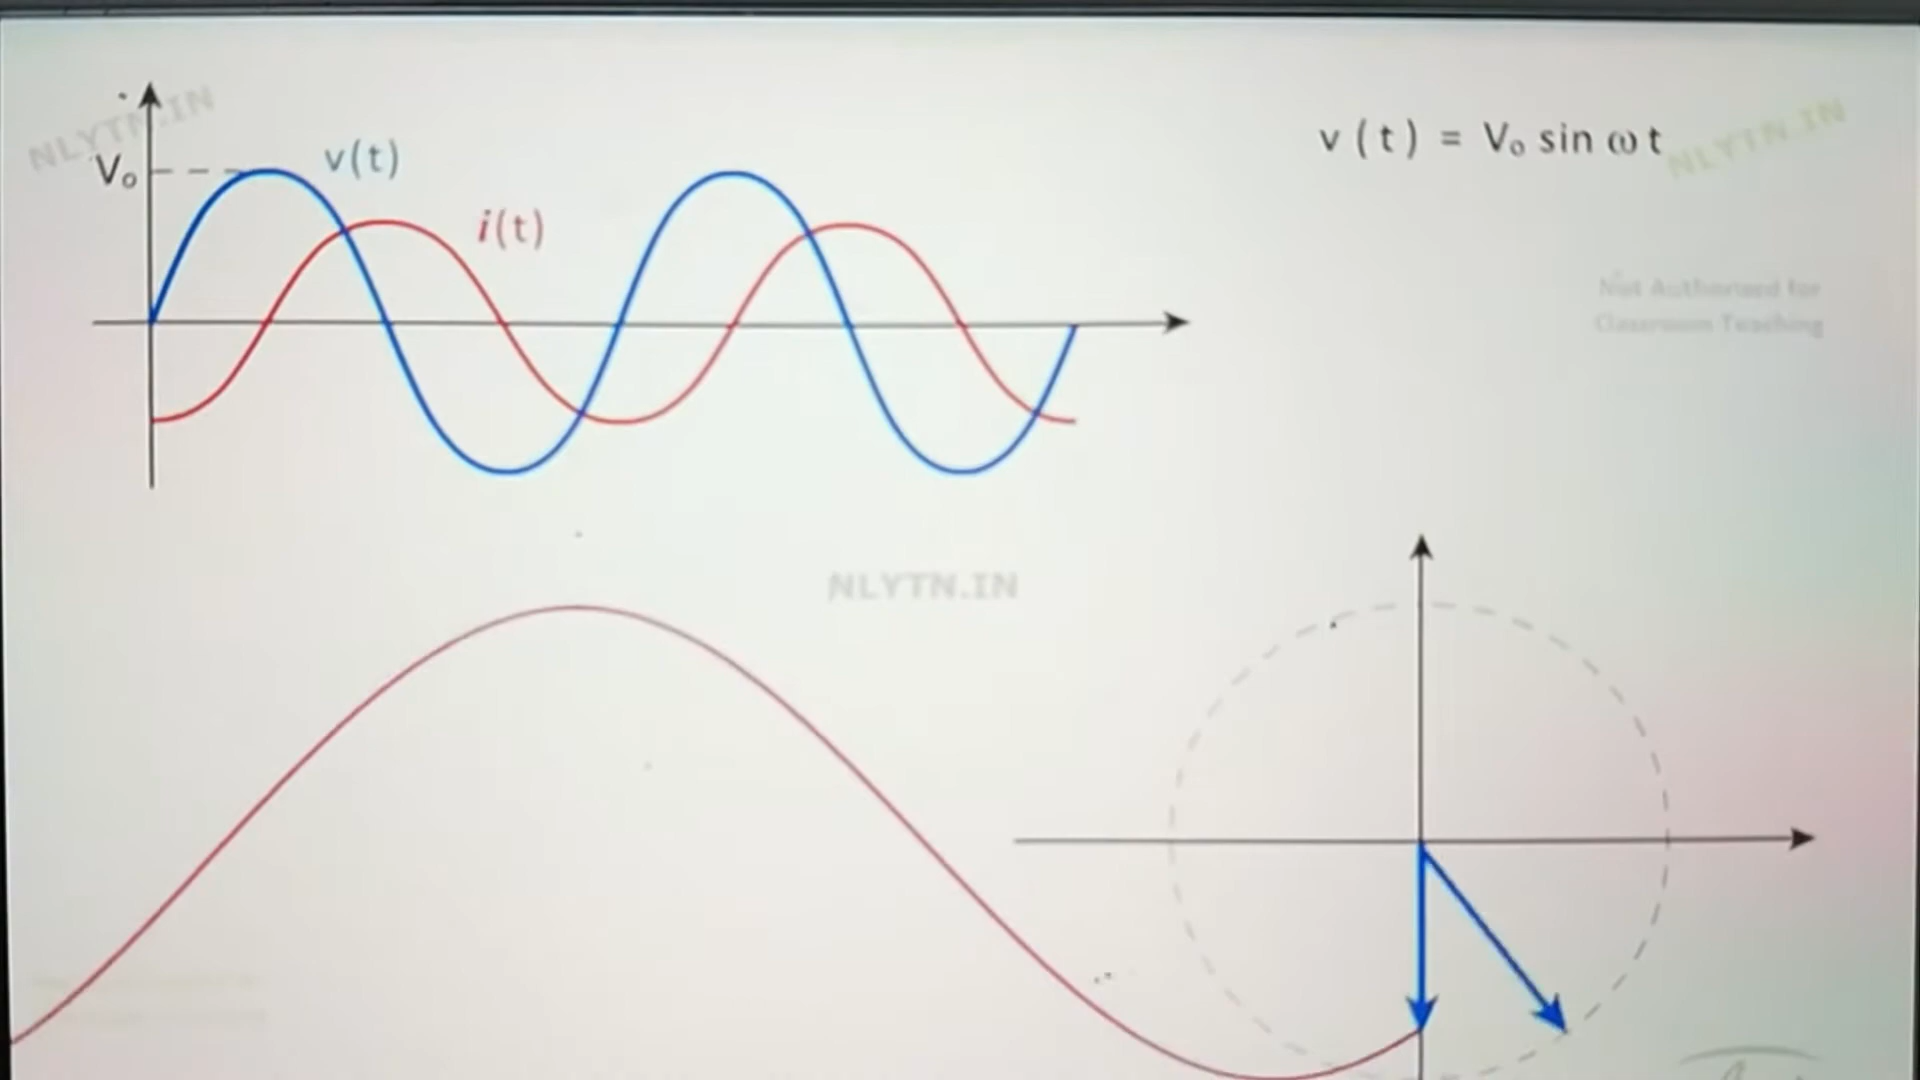 NLYTN.IN
V₀
v(t)
i(t)
v (t) = V₀ sin ω t
NLYTN.IN
Not Authorised for
Classroom Teaching
NLYTN.IN